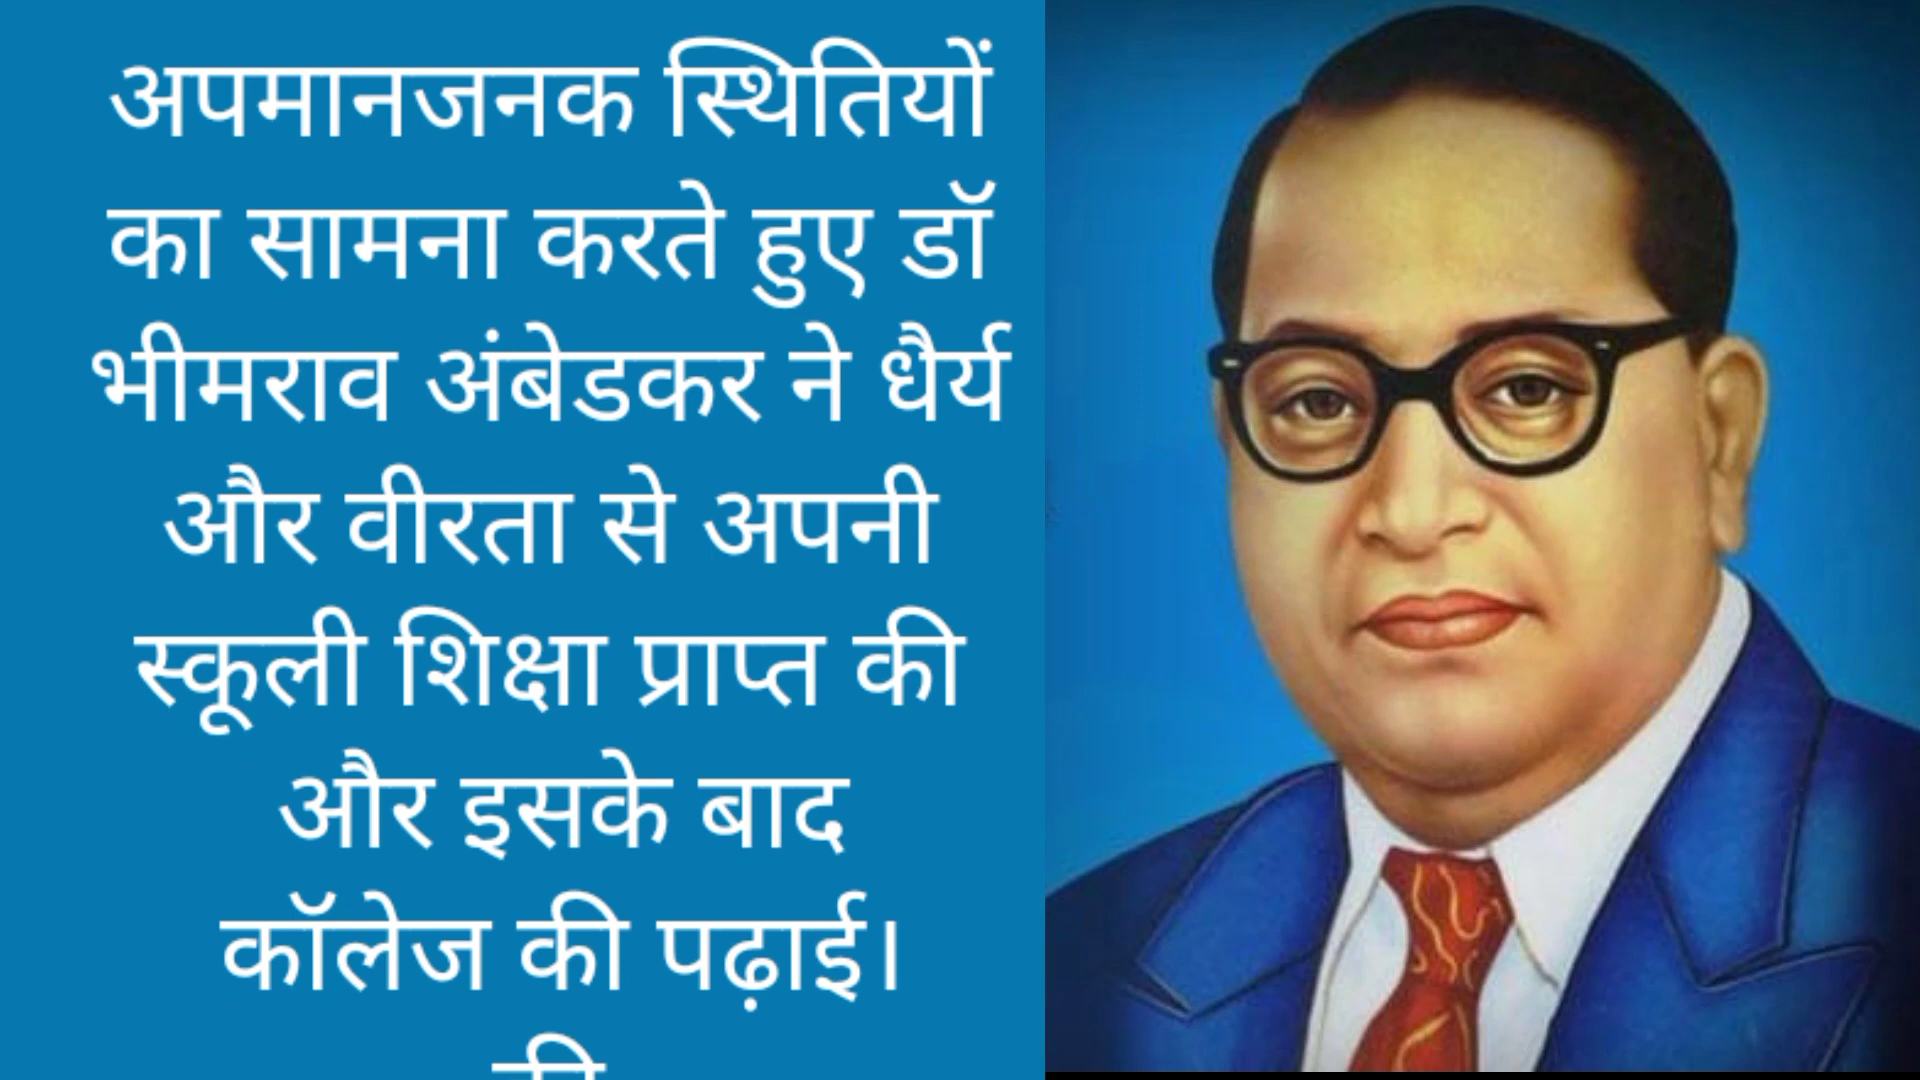 अपमानजनक स्थितियों
का सामना करते हुए डॉ
भीमराव अंबेडकर ने धैर्य
और वीरता से अपनी
स्कूली शिक्षा प्राप्त की
और इसके बाद
कॉलेज की पढ़ाई।